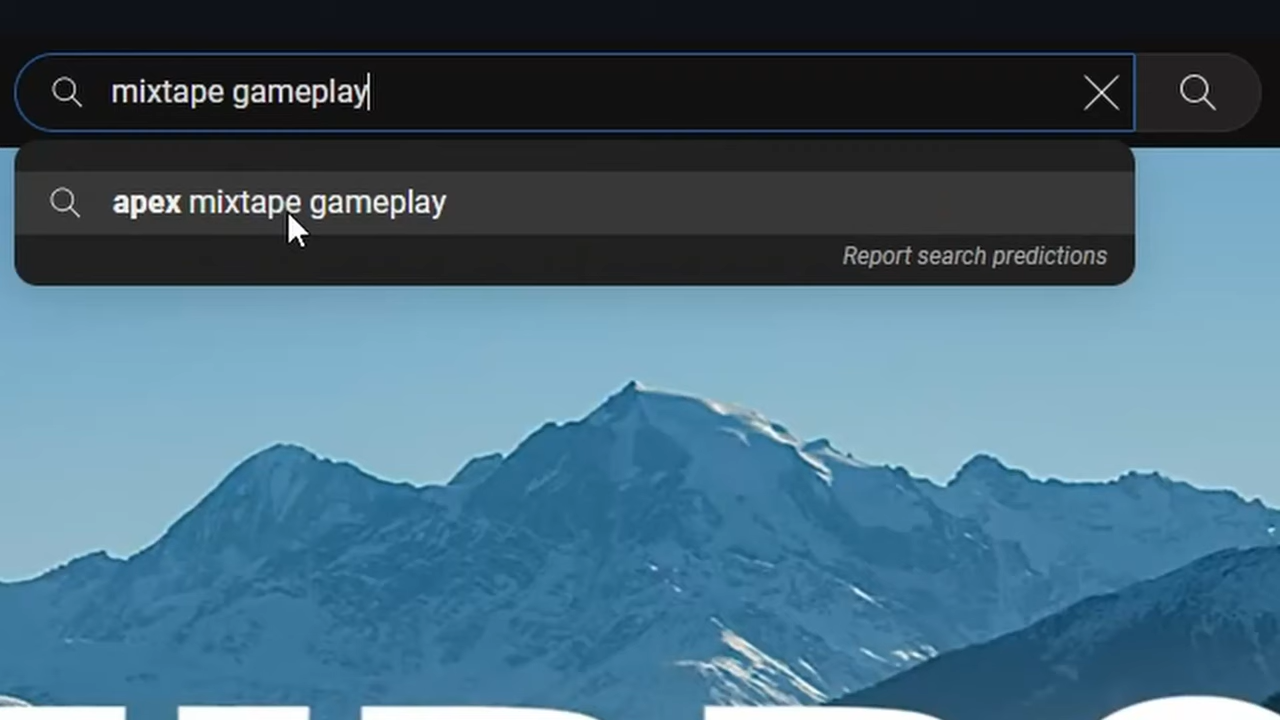 mixtape gameplay
apex mixtape gameplay
Report search predictions